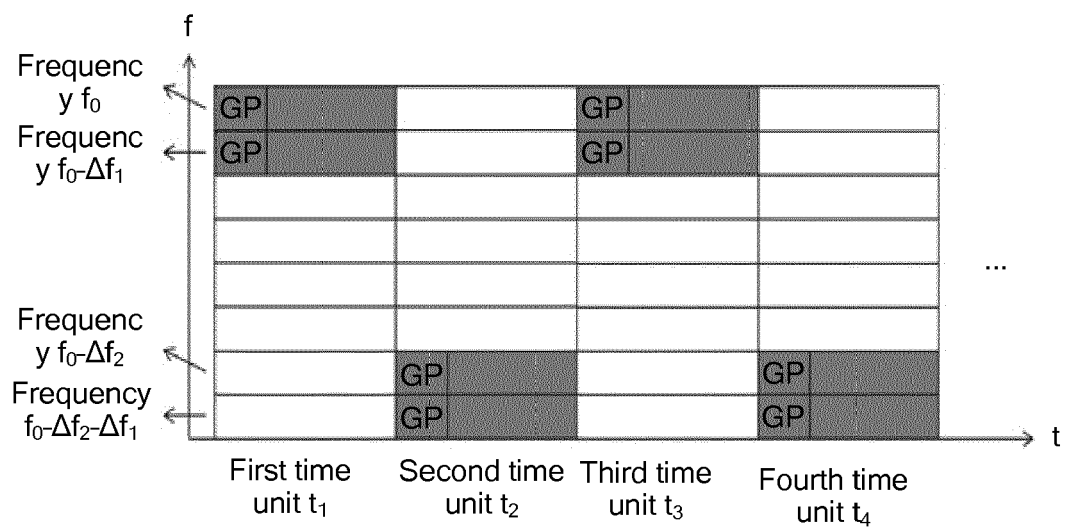 f
Frequenc
y f₀
GP
GP
Frequenc
y f₀-Δf₁
GP
GP
...
Frequenc
y f₀-Δf₂
GP
GP
Frequency
f₀-Δf₂-Δf₁
GP
GP
t
First time
unit t₁
Second time
unit t₂
Third time
unit t₃
Fourth time
unit t₄